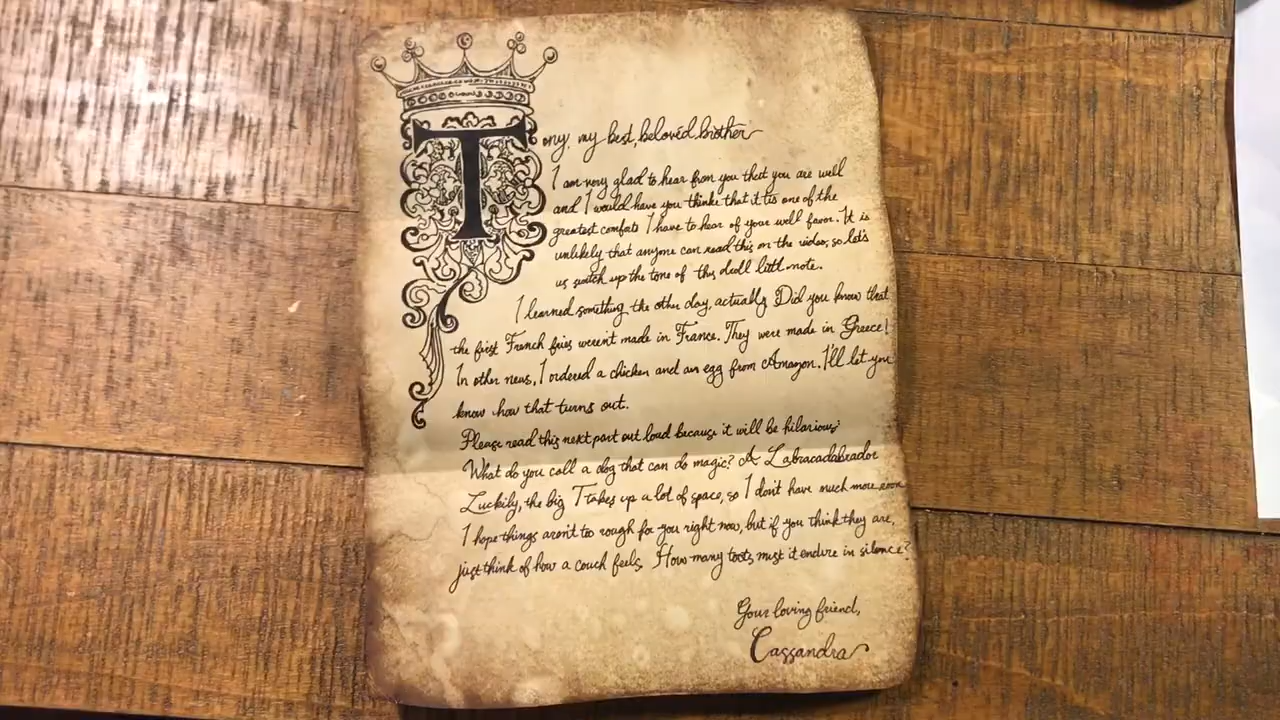 Tony, my best, beloved brother
I am very glad to hear from you that you are well
and I would have you thinke that it tis one of the
greatest comforts I have to hear of your well favor. It is
unlikely that anyone can read this on the video, so let's
us switch up the tone of this droll little note.
I learned something the other day, actually. Did you know that
the first French fries weren't made in France. They were made in Greece!
In other news, I ordered a chicken and an egg from Amazon. I'll let you
know how that turns out.
Please read this next part out loud because it will be hilarious:
What do you call a dog that can do magic? A Labracadabrador
Luckily, the big T takes up a lot of space, so I don't have much more room
I hope things aren't to rough for you right now, but if you think they are,
just think of how a couch feels. How many toots must it endure in silence?
Your loving friend,
Cassandra